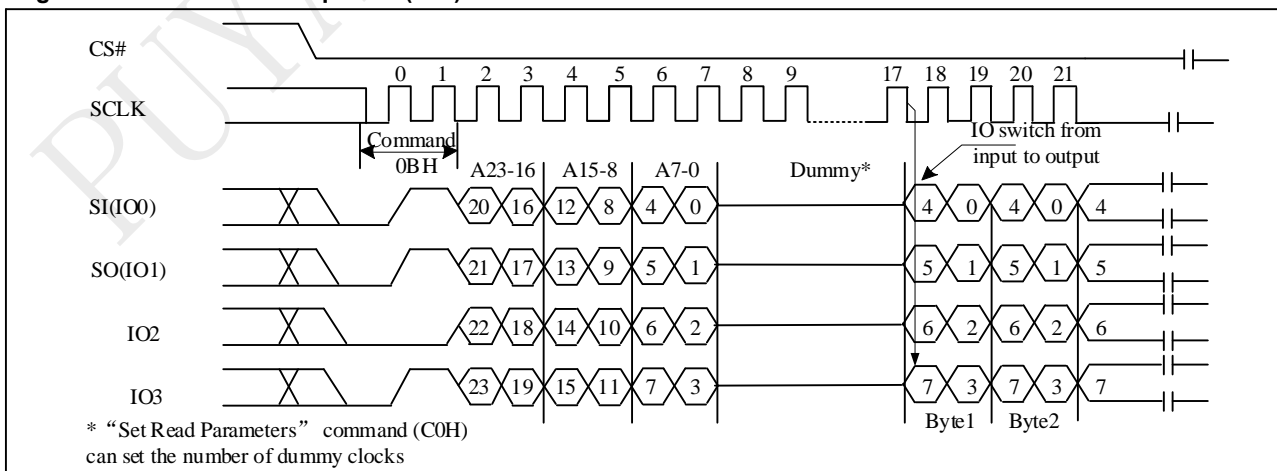 CS#
0 1 2 3 4 5 6 7 8 9 17 18 19 20 21
SCLK
IO switch from
input to output
Command
0BH
A23-16 A15-8 A7-0 Dummy*
SI(IO0) 20 16 12 8 4 0 4 0 4 0 4
SO(IO1) 21 17 13 9 5 1 5 1 5 1 5
IO2 22 18 14 10 6 2 6 2 6 2 6
IO3 23 19 15 11 7 3 7 3 7 3 7
Byte1 Byte2
* “Set Read Parameters” command (C0H)
can set the number of dummy clocks
PUYA